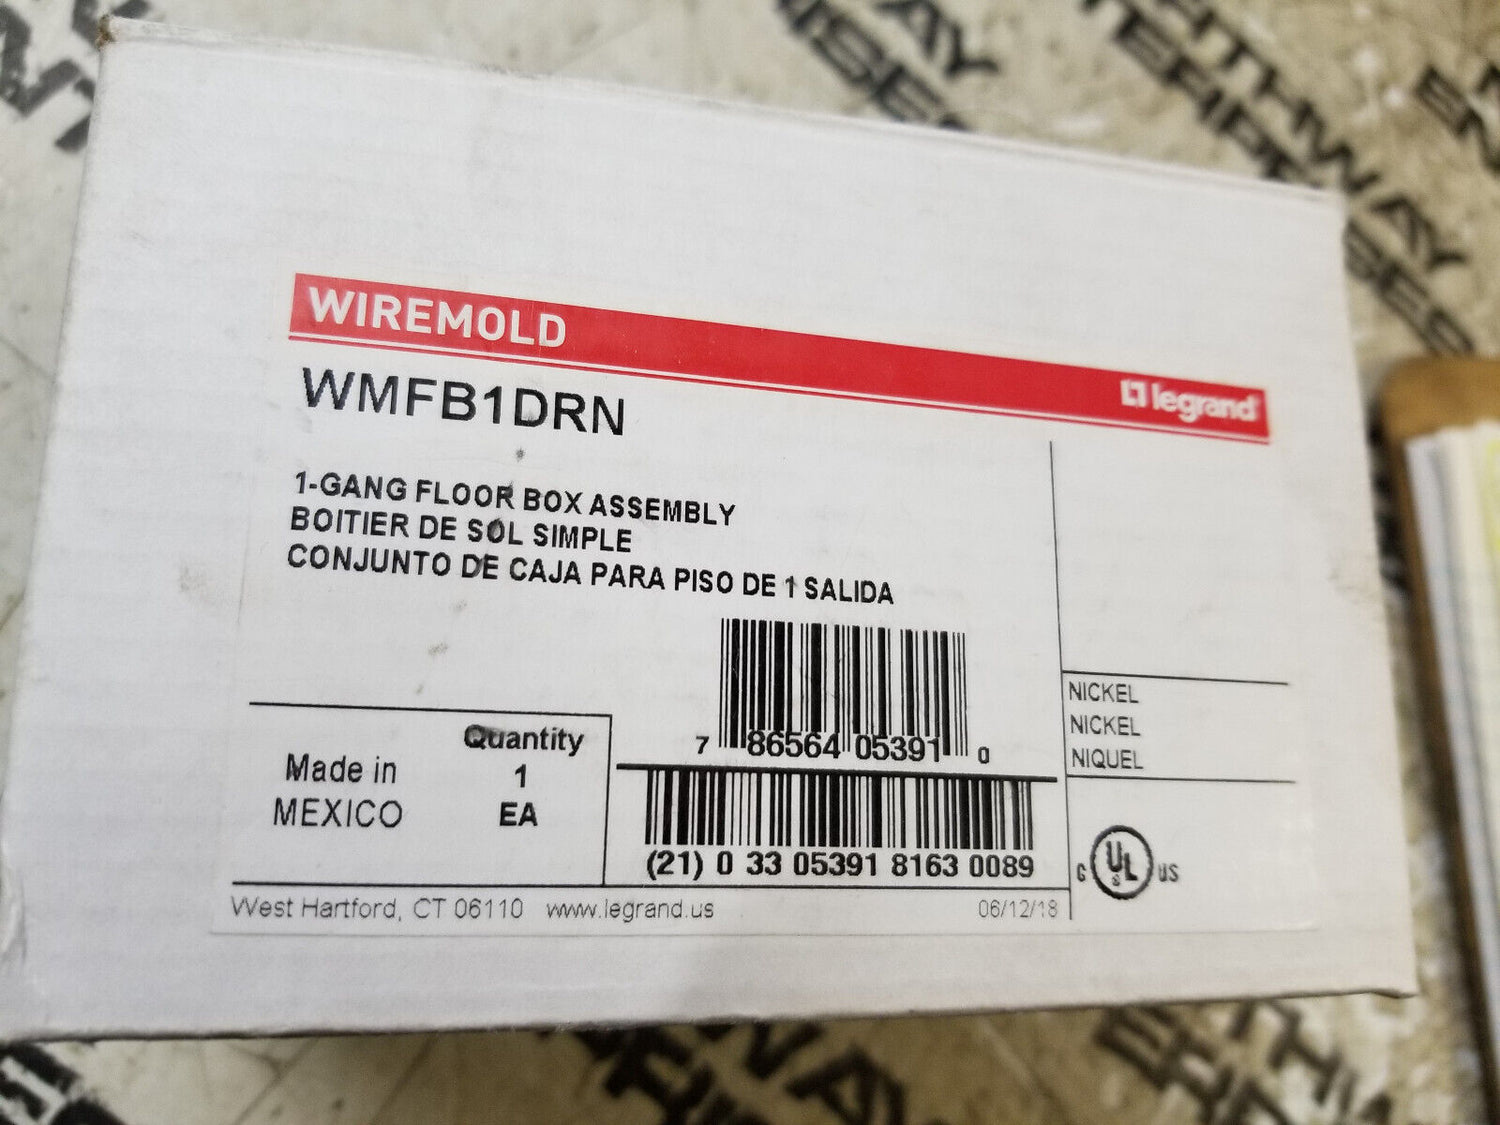 WIREMOLD
legrand
WMFB1DRN
1-GANG FLOOR BOX ASSEMBLY
BOITIER DE SOL SIMPLE
CONJUNTO DE CAJA PARA PISO DE 1 SALIDA
7 86564 05391 0
NICKEL
NICKEL
NIQUEL
Quantity
1
EA
Made in
MEXICO
(21) 0 33 05391 8163 0089
C UL US
West Hartford, CT 06110 www.legrand.us
06/12/18